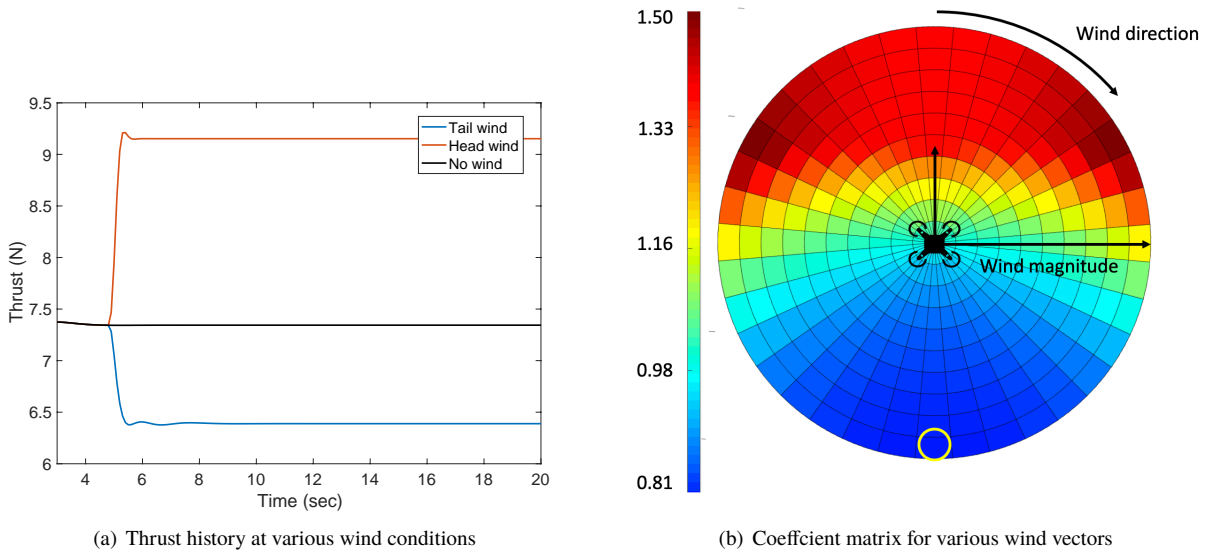 9.5
9
8.5
8
7.5
7
6.5
6
Thrust (N)
4 6 8 10 12 14 16 18 20
Time (sec)
Tail wind
Head wind
No wind
(a) Thrust history at various wind conditions
1.50
1.33
1.16
0.98
0.81
Wind direction
Wind magnitude
(b) Coeffcient matrix for various wind vectors